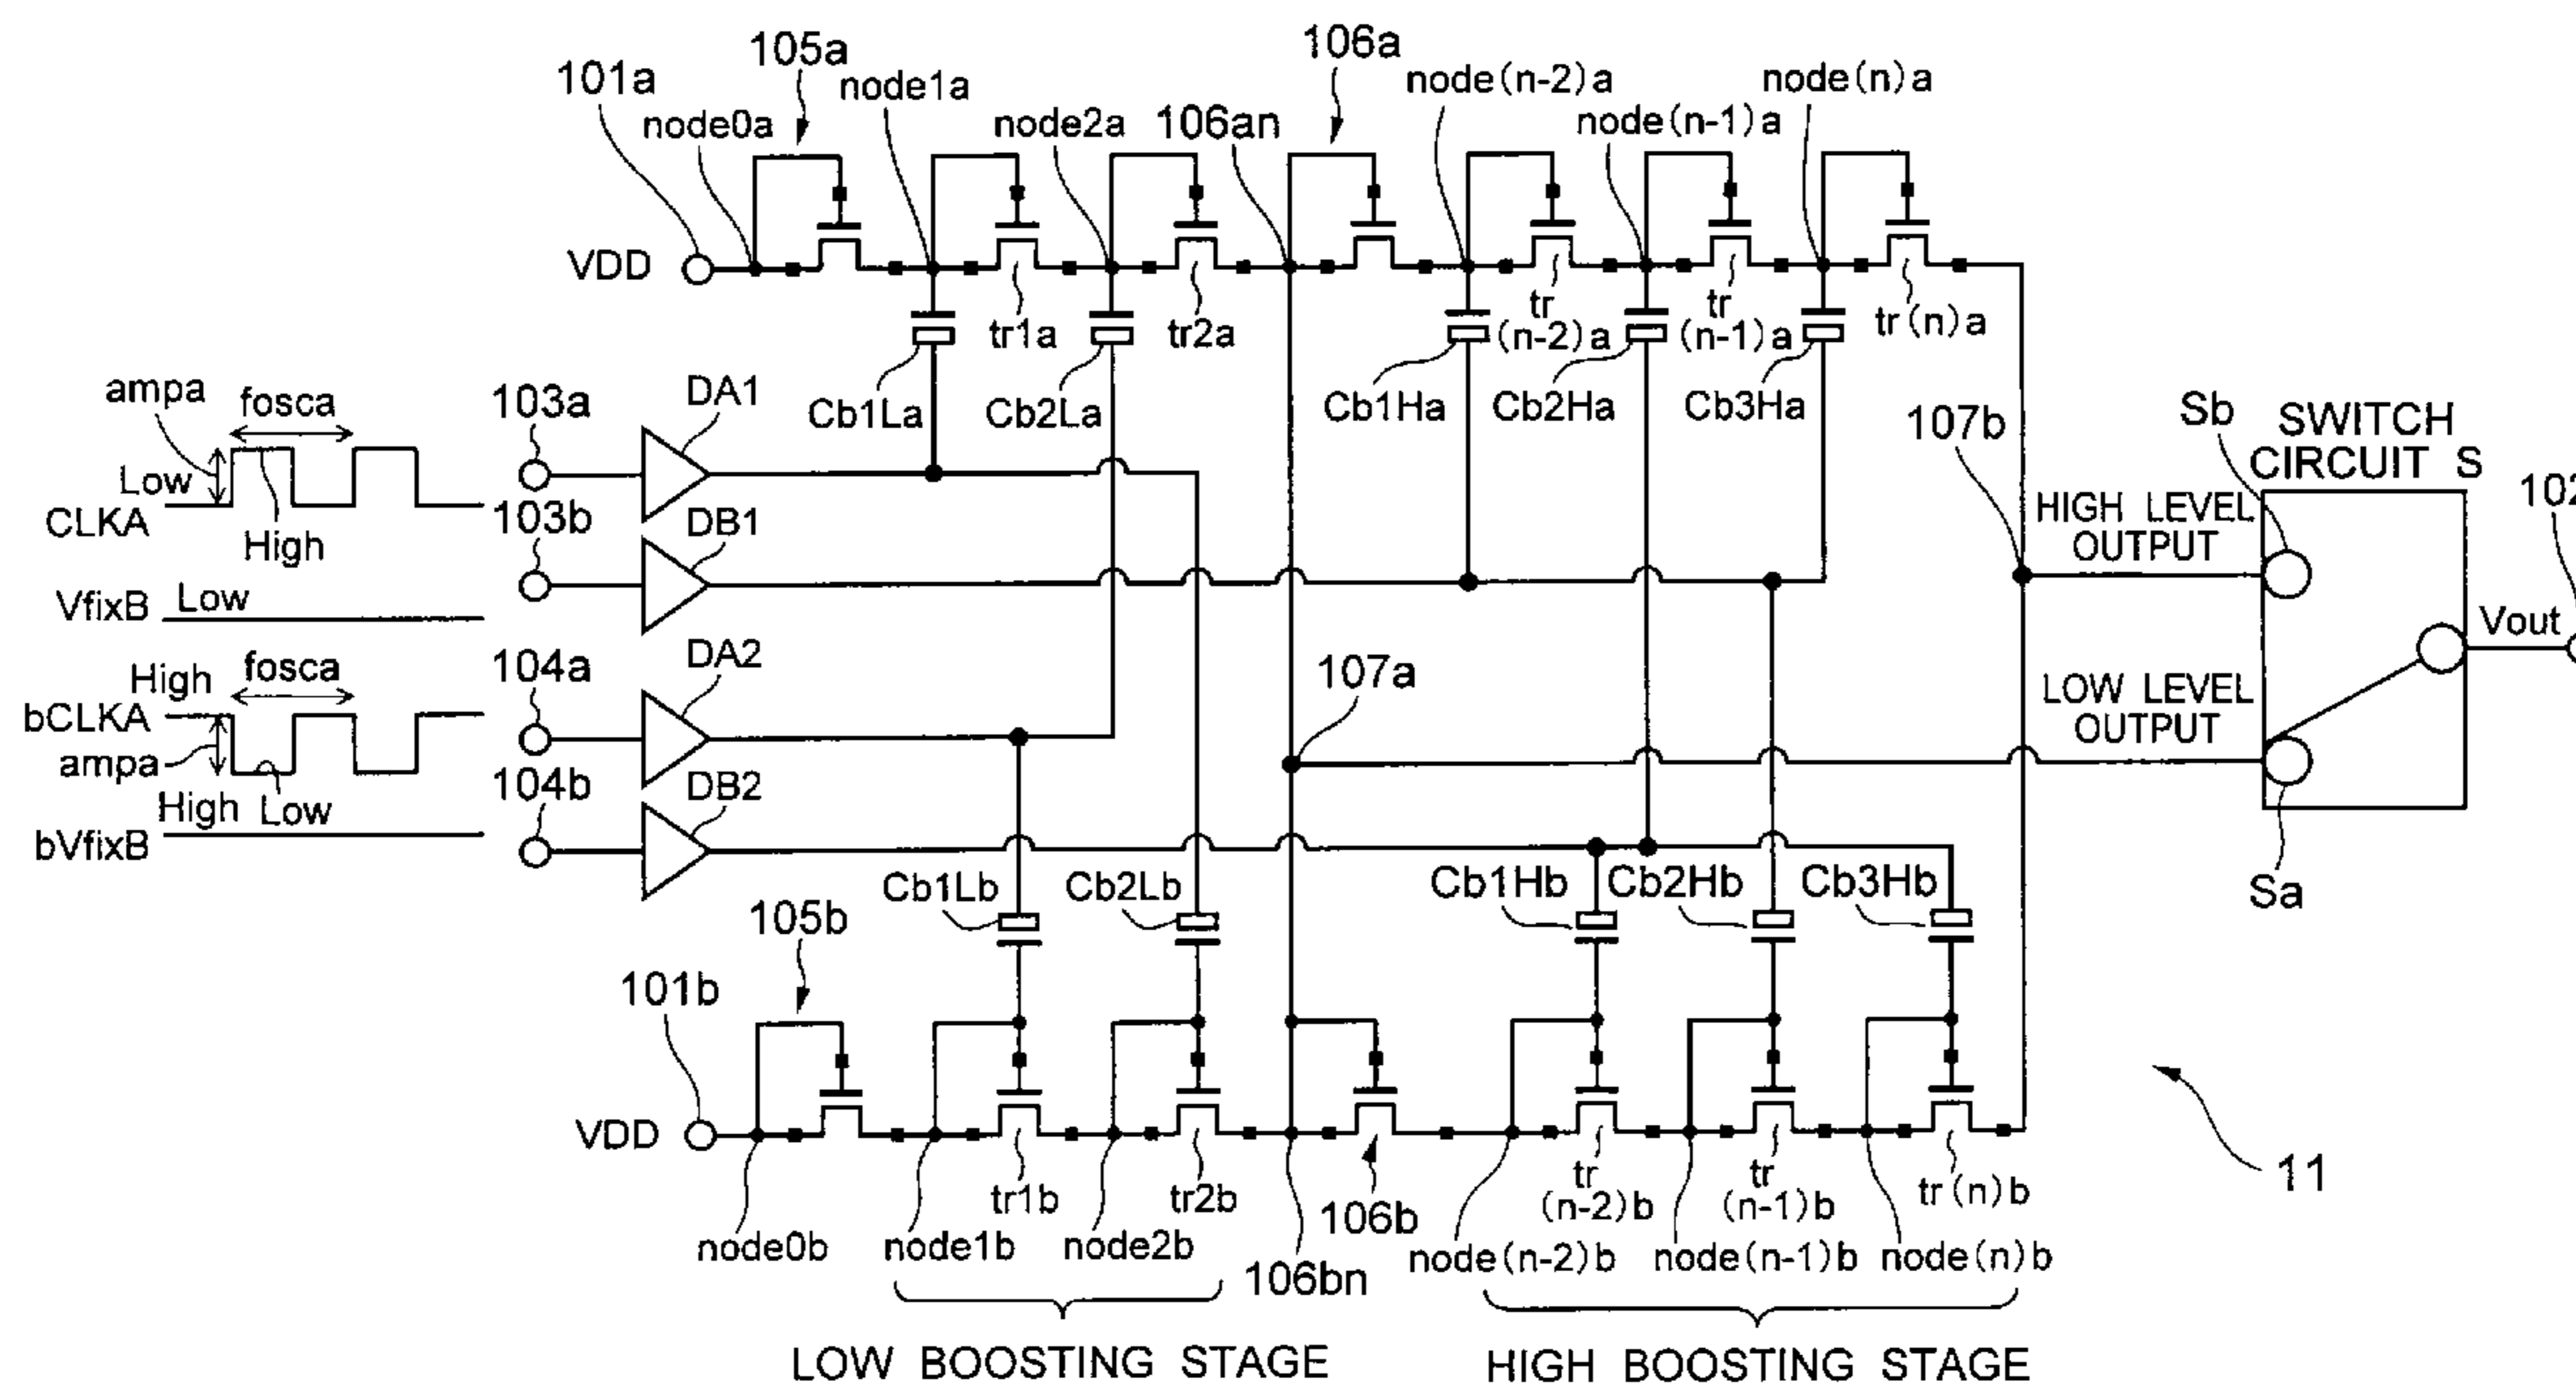 105a
106a
101a
node1a
node(n-2)a
node(n)a
node0a
node2a
106an
node(n-1)a
VDD
tr1a
tr2a
tr
(n-2)a
tr
(n-1)a
tr(n)a
Cb1La
Cb2La
Cb1Ha
Cb2Ha
Cb3Ha
ampa
fosca
103a
DA1
Low
CLKA
High
103b
DB1
107b
Sb
SWITCH
CIRCUIT S
102
HIGH LEVEL
OUTPUT
VfixB
Low
Vout
High
fosca
104a
DA2
107a
bCLKA
ampa
LOW LEVEL
OUTPUT
High
Low
104b
DB2
bVfixB
Sa
Cb1Lb
Cb2Lb
Cb1Hb
Cb2Hb
Cb3Hb
105b
101b
VDD
tr1b
tr2b
106b
tr
(n-2)b
tr
(n-1)b
tr(n)b
11
node0b
node1b
node2b
106bn
node(n-2)b
node(n-1)b
node(n)b
LOW BOOSTING STAGE
HIGH BOOSTING STAGE